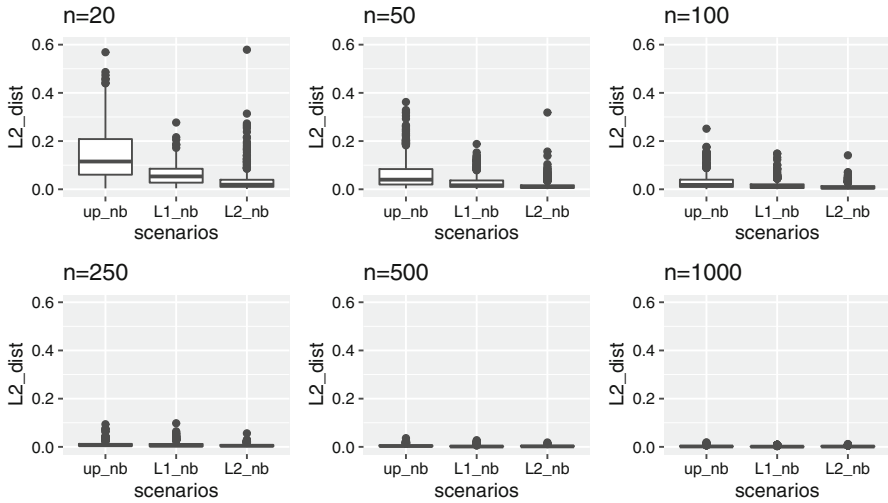 n=20
L2_dist
0.6
0.4
0.2
0.0
up_nb L1_nb L2_nb
scenarios
n=50
L2_dist
0.6
0.4
0.2
0.0
up_nb L1_nb L2_nb
scenarios
n=100
L2_dist
0.6
0.4
0.2
0.0
up_nb L1_nb L2_nb
scenarios
n=250
L2_dist
0.6
0.4
0.2
0.0
up_nb L1_nb L2_nb
scenarios
n=500
L2_dist
0.6
0.4
0.2
0.0
up_nb L1_nb L2_nb
scenarios
n=1000
L2_dist
0.6
0.4
0.2
0.0
up_nb L1_nb L2_nb
scenarios